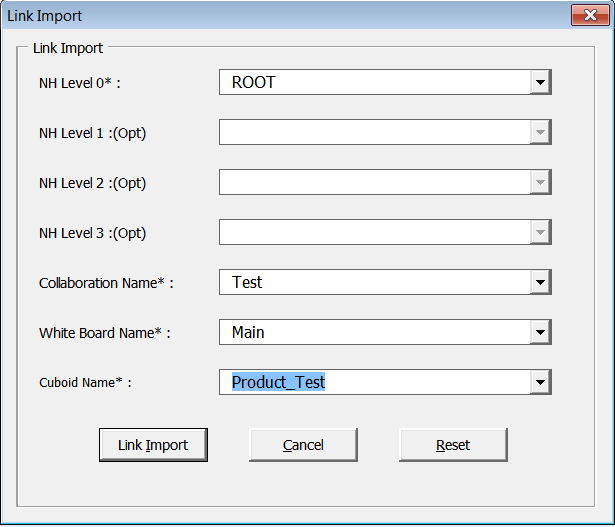 Link Import
Link Import
NH Level 0* : ROOT
NH Level 1 :(Opt)
NH Level 2 :(Opt)
NH Level 3 :(Opt)
Collaboration Name* : Test
White Board Name* : Main
Cuboid Name* : Product_Test
Link Import Cancel Reset